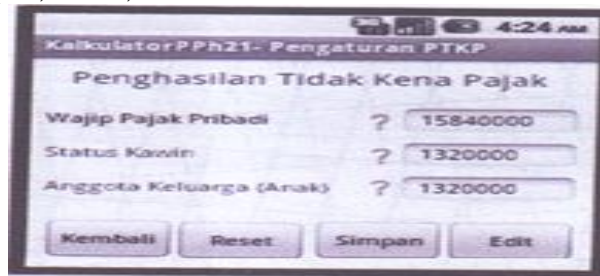 4:24 AM
KalkulatorPPh21- Pengaturan PTKP
Penghasilan Tidak Kena Pajak
Wajip Pajak Pribadi ? 15840000
Status Kawin ? 1320000
Anggota Keluarga (Anak) ? 1320000
Kembali Reset Simpan Edit